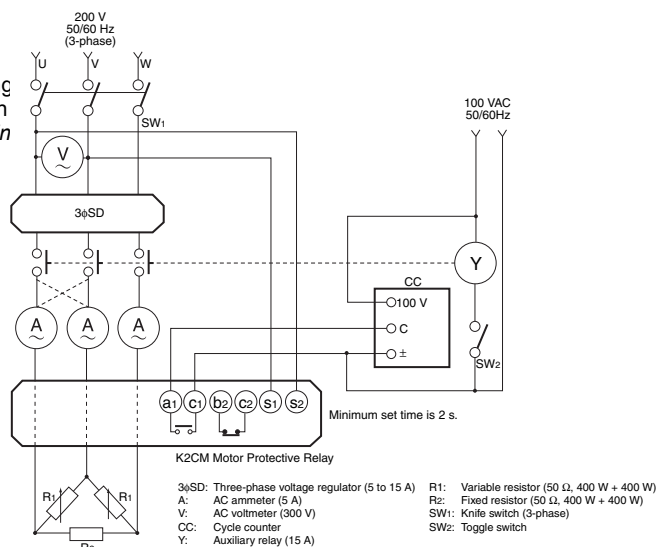 200 V
50/60 Hz
(3-phase)
U V W
SW1
100 VAC
50/60Hz
V
3ϕSD
Y
CC
100 V
C
±
SW2
A A A
a1 c1 b2 c2 s1 s2
Minimum set time is 2 s.
K2CM Motor Protective Relay
R1 R1
R2
3ϕSD: Three-phase voltage regulator (5 to 15 A)
A: AC ammeter (5 A)
V: AC voltmeter (300 V)
CC: Cycle counter
Y: Auxiliary relay (15 A)
R1: Variable resistor (50 Ω, 400 W + 400 W)
R2: Fixed resistor (50 Ω, 400 W + 400 W)
SW1: Knife switch (3-phase)
SW2: Toggle switch